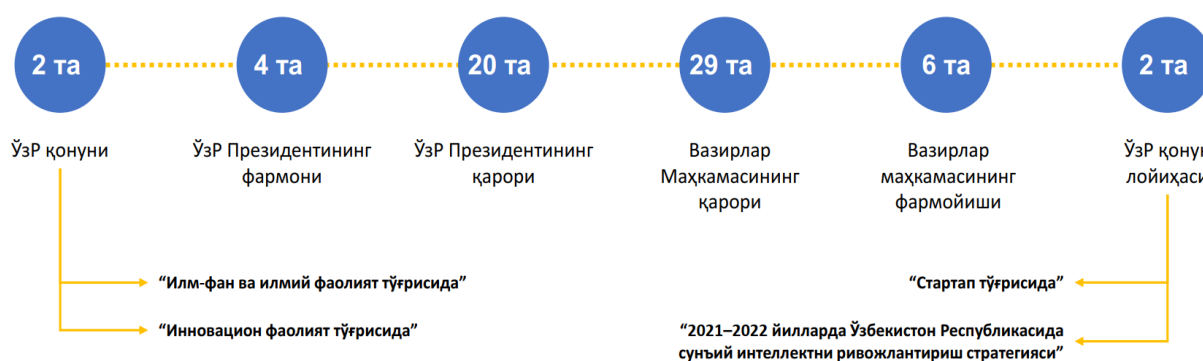 2 та
4 та
20 та
29 та
6 та
2 та
ЎзР қонуни
ЎзР Президентининг
фармони
ЎзР Президентининг
қарори
Вазирлар
Маҳкамасининг
қарори
Вазирлар
маҳкамасининг
фармойиши
ЎзР қонун
лойиҳаси
“Илм-фан ва илмий фаолият тўғрисида”
“Инновацион фаолият тўғрисида”
“Стартап тўғрисида”
“2021–2022 йилларда Ўзбекистон Республикасида
сунъий интеллектни ривожлантириш стратегияси”